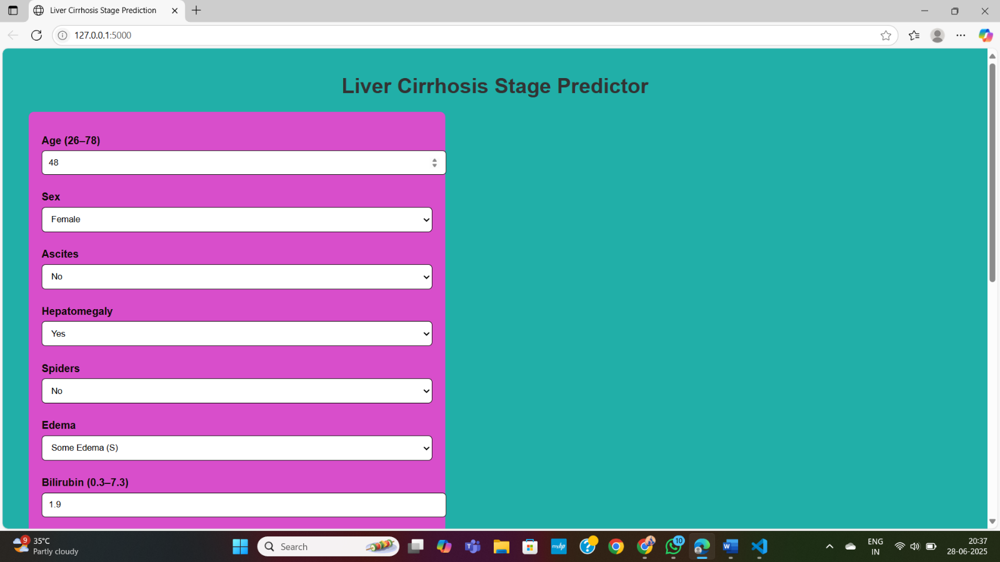 Liver Cirrhosis Stage Prediction
127.0.0.1:5000
Liver Cirrhosis Stage Predictor
Age (26–78)
48
Sex
Female
Ascites
No
Hepatomegaly
Yes
Spiders
No
Edema
Some Edema (S)
Bilirubin (0.3–7.3)
1.9
9
35°C
Partly cloudy
Search
T
myhp
?
10
W
ENG
IN
20:37
28-06-2025